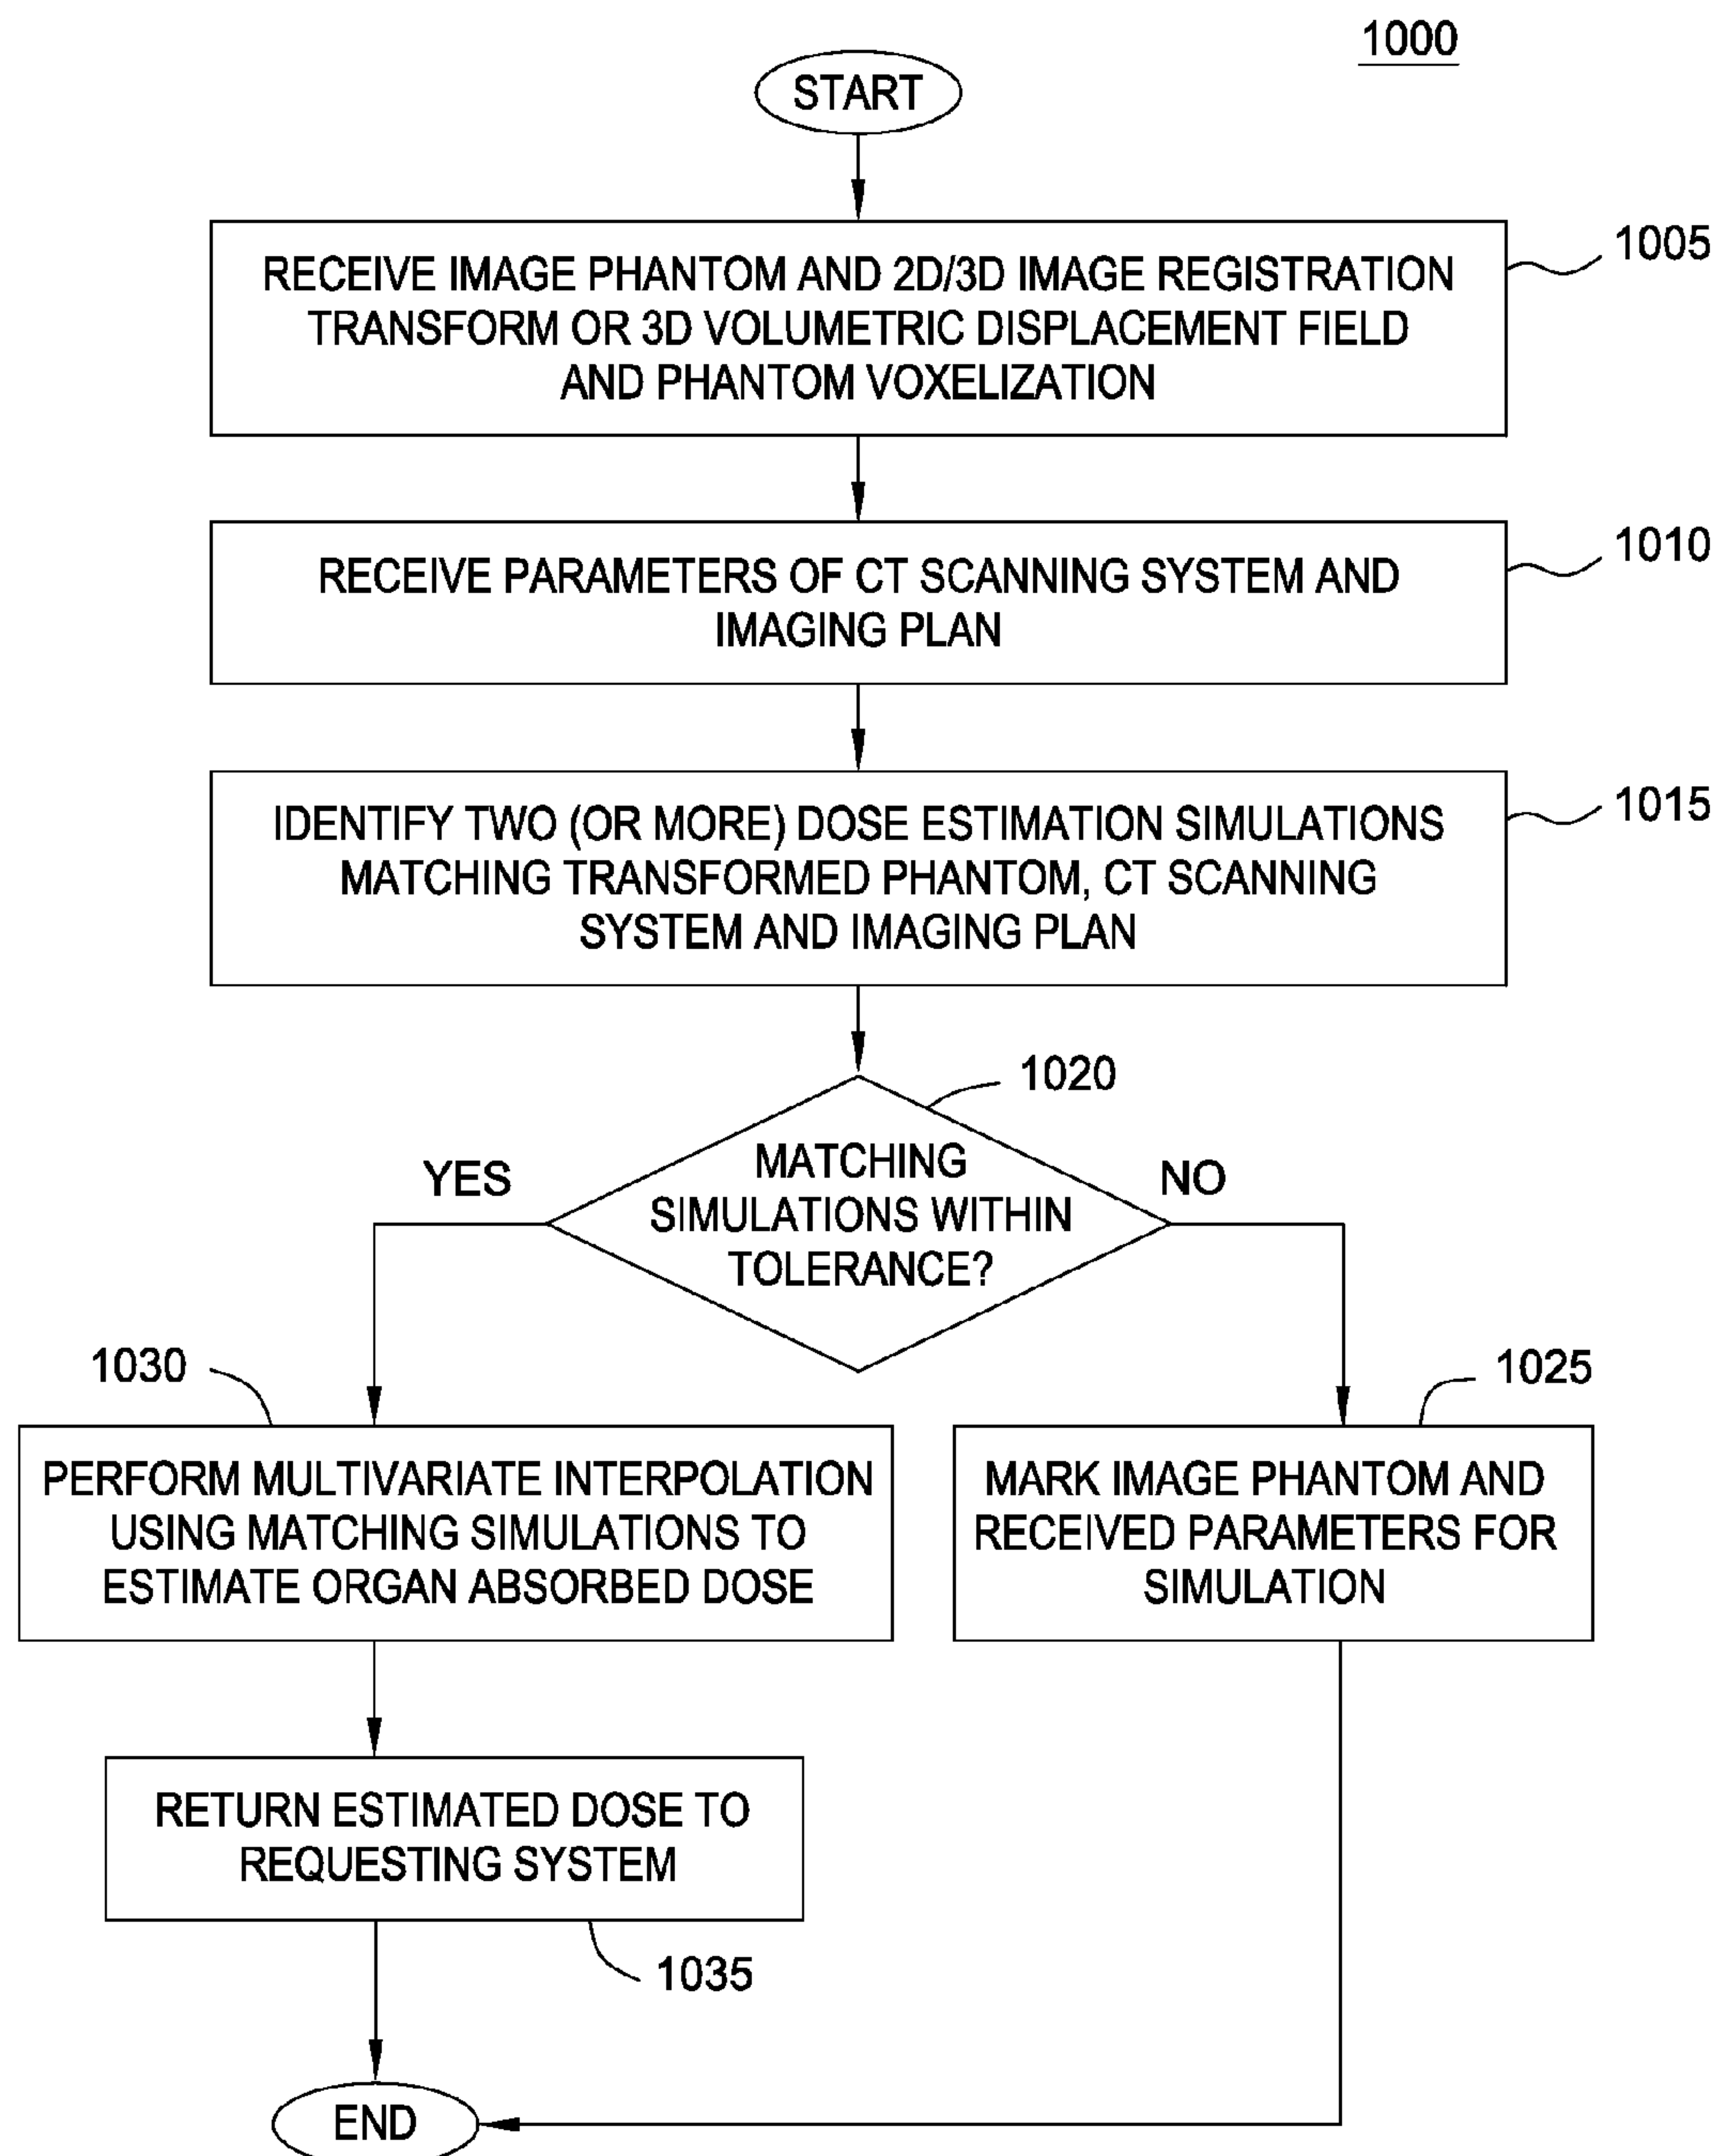 1000
START
RECEIVE IMAGE PHANTOM AND 2D/3D IMAGE REGISTRATION
TRANSFORM OR 3D VOLUMETRIC DISPLACEMENT FIELD
AND PHANTOM VOXELIZATION
1005
RECEIVE PARAMETERS OF CT SCANNING SYSTEM AND
IMAGING PLAN
1010
IDENTIFY TWO (OR MORE) DOSE ESTIMATION SIMULATIONS
MATCHING TRANSFORMED PHANTOM, CT SCANNING
SYSTEM AND IMAGING PLAN
1015
1020
MATCHING
SIMULATIONS WITHIN
TOLERANCE?
YES
NO
1030
PERFORM MULTIVARIATE INTERPOLATION
USING MATCHING SIMULATIONS TO
ESTIMATE ORGAN ABSORBED DOSE
1025
MARK IMAGE PHANTOM AND
RECEIVED PARAMETERS FOR
SIMULATION
RETURN ESTIMATED DOSE TO
REQUESTING SYSTEM
1035
END